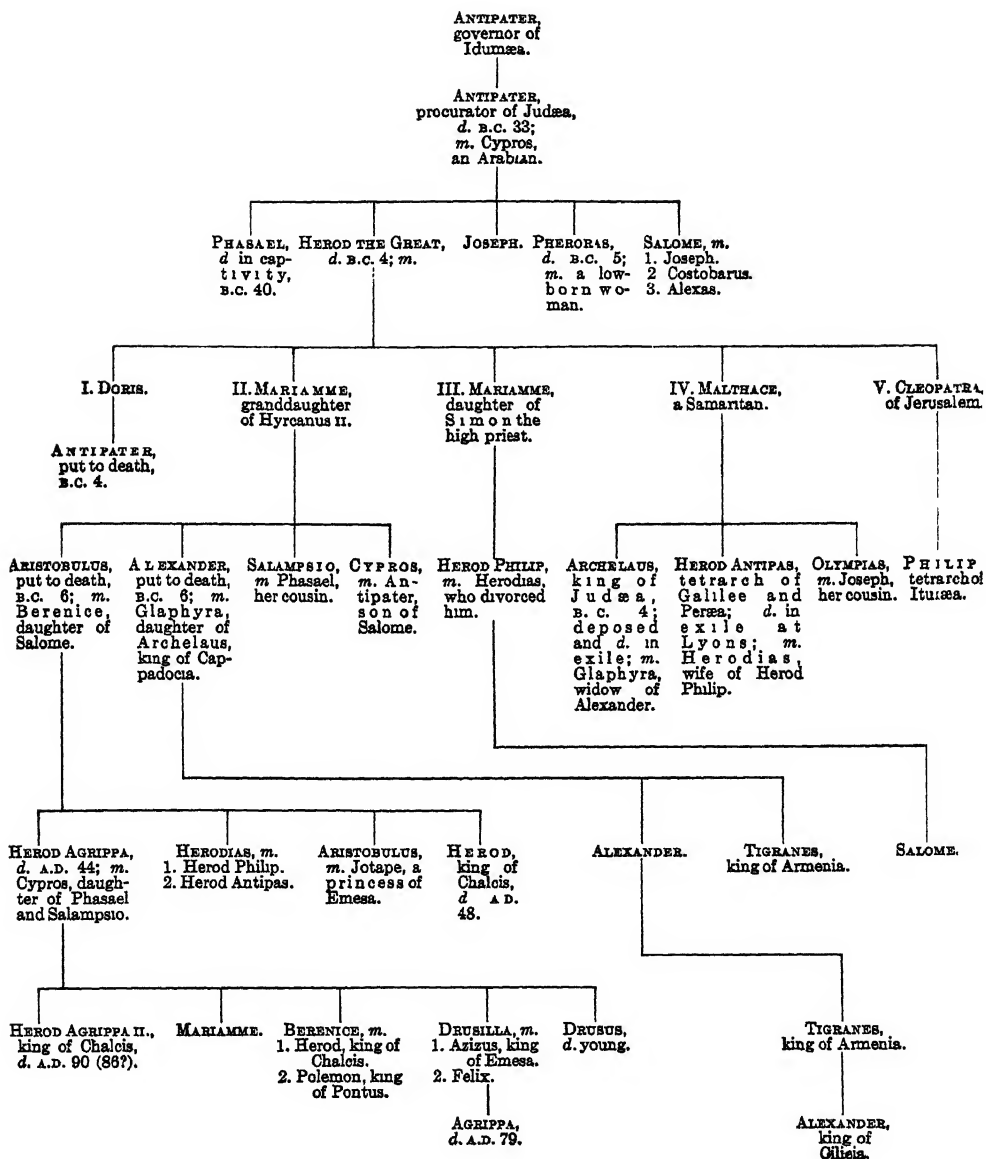 ANTIPATER,
governor of
Idumæa.
ANTIPATER,
procurator of Judæa,
d. B.C. 33;
m. Cypros,
an Arabian.
PHASAEL,
d in cap-
tivity,
B.C. 40.
HEROD THE GREAT,
d. B.C. 4; m.
JOSEPH.
PHERORAS,
d. B.C. 5;
m. a low-
born wo-
man.
SALOME, m.
1. Joseph.
2 Costobarus.
3. Alexas.
I. DORIS.
II. MARIAMME,
granddaughter
of Hyrcanus II.
III. MARIAMME,
daughter of
Simon the
high priest.
IV. MALTHACE,
a Samaritan.
V. CLEOPATRA,
of Jerusalem.
ANTIPATER,
put to death,
B.C. 4.
ARISTOBULUS,
put to death,
B.C. 6; m.
Berenice,
daughter of
Salome.
ALEXANDER,
put to death,
B.C. 6; m.
Glaphyra,
daughter of
Archelaus,
king of Cap-
padocia.
SALAMPSIO,
m Phasael,
her cousin.
CYPROS,
m. An-
tipater,
son of
Salome.
HEROD PHILIP,
m. Herodias,
who divorced
him.
ARCHELAUS,
king of
Judæa,
B. C. 4;
deposed
and d. in
exile; m.
Glaphyra,
widow of
Alexander.
HEROD ANTIPAS,
tetrarch of
Galilee and
Peræa; d. in
exile at
Lyons; m.
Herodias,
wife of Herod
Philip.
OLYMPIAS,
m. Joseph,
her cousin.
PHILIP
tetrarch of
Ituræa.
HEROD AGRIPPA,
d. A.D. 44; m.
Cypros, daugh-
ter of Phasael
and Salampsio.
HERODIAS, m.
1. Herod Philip.
2. Herod Antipas.
ARISTOBULUS,
m. Jotape, a
princess of
Emesa.
HEROD,
king of
Chalcis,
d A D.
48.
ALEXANDER.
TIGRANES,
king of Armenia.
SALOME.
HEROD AGRIPPA II.,
king of Chalcis,
d. A.D. 90 (86?).
MARIAMME.
BERENICE, m.
1. Herod, king of
Chalcis.
2. Polemon, king
of Pontus.
DRUSILLA, m.
1. Azizus, king
of Emesa.
2. Felix.
DRUSUS,
d. young.
TIGRANES,
king of Armenia.
AGRIPPA,
d. A.D. 79.
ALEXANDER,
king of
Cilicia.